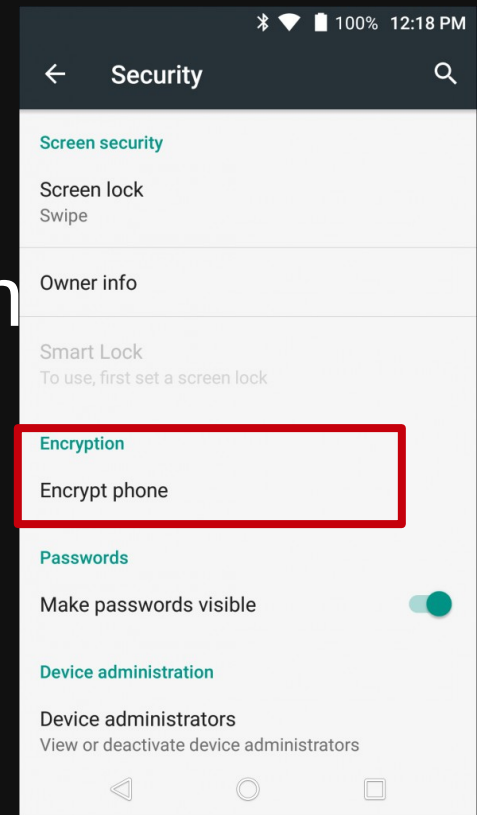 100% 12:18 PM
Security
Screen security
Screen lock
Swipe
Owner info
Smart Lock
To use, first set a screen lock
Encryption
Encrypt phone
Passwords
Make passwords visible
Device administration
Device administrators
View or deactivate device administrators